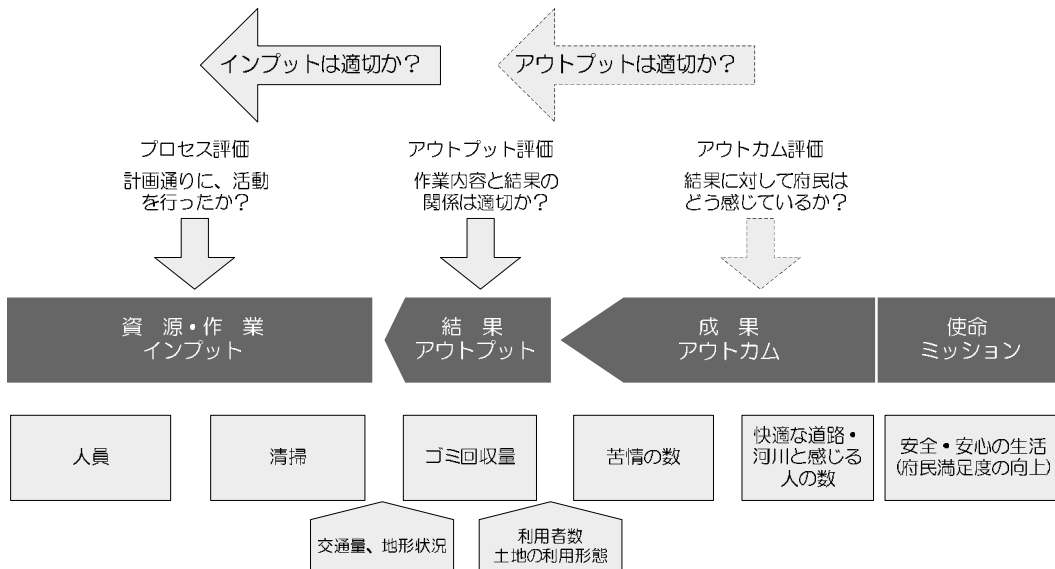 インプットは適切か？
アウトプットは適切か？
プロセス評価
計画通りに、活動
を行ったか？
アウトプット評価
作業内容と結果の
関係は適切か？
アウトカム評価
結果に対して府民は
どう感じているか？
資　源・作　業
インプット
結　果
アウトプット
成　果
アウトカム
使命
ミッション
人員
清掃
ゴミ回収量
苦情の数
快適な道路・
河川と感じる
人の数
安全・安心の生活
(府民満足度の向上)
交通量、地形状況
利用者数
土地の利用形態